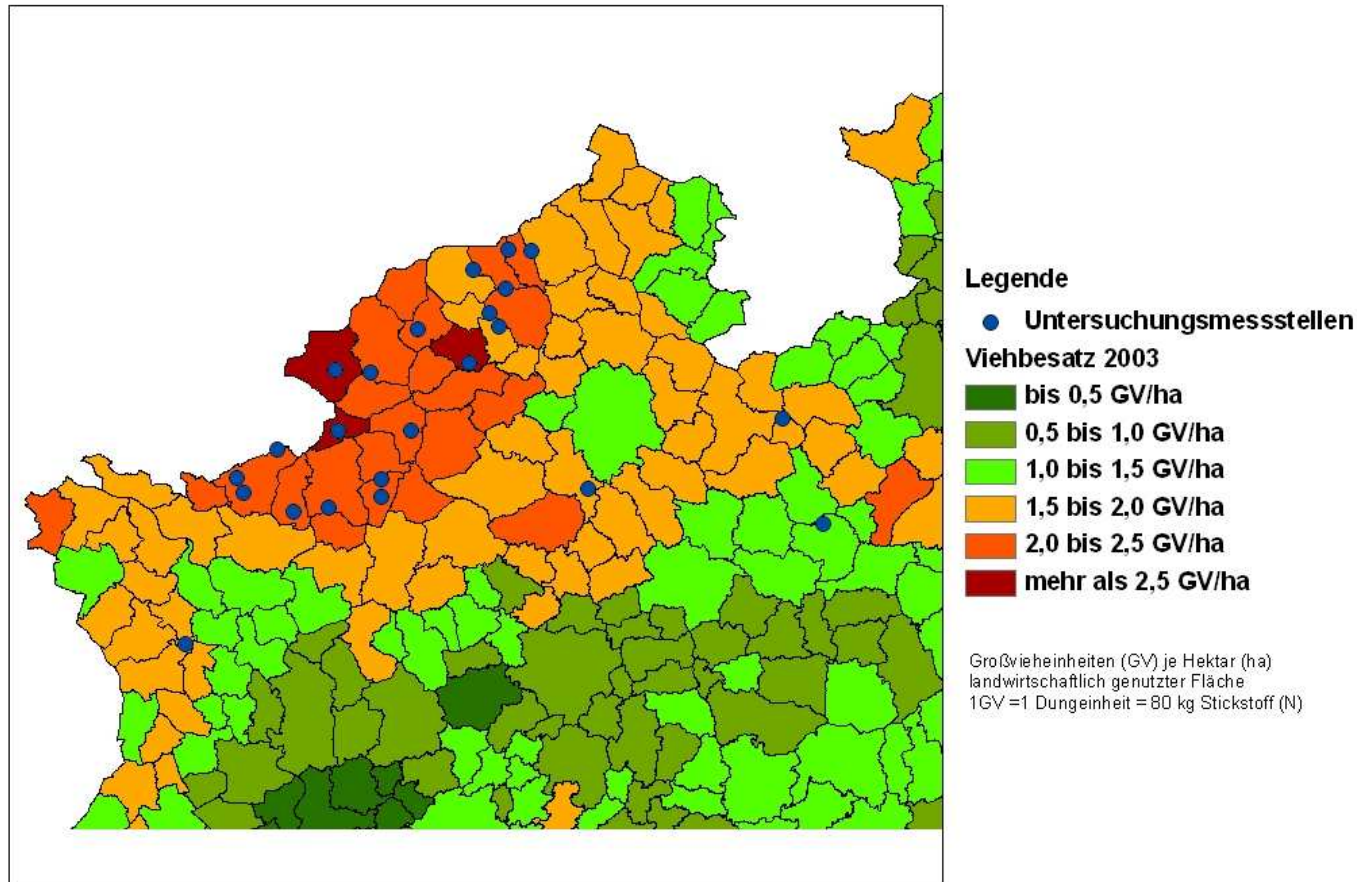 Legende
Untersuchungsmessstellen
Viehbesatz 2003
bis 0,5 GV/ha
0,5 bis 1,0 GV/ha
1,0 bis 1,5 GV/ha
1,5 bis 2,0 GV/ha
2,0 bis 2,5 GV/ha
mehr als 2,5 GV/ha
Großvieheinheiten (GV) je Hektar (ha)
landwirtschaftlich genutzter Fläche
1GV =1 Dungeinheit = 80 kg Stickstoff (N)